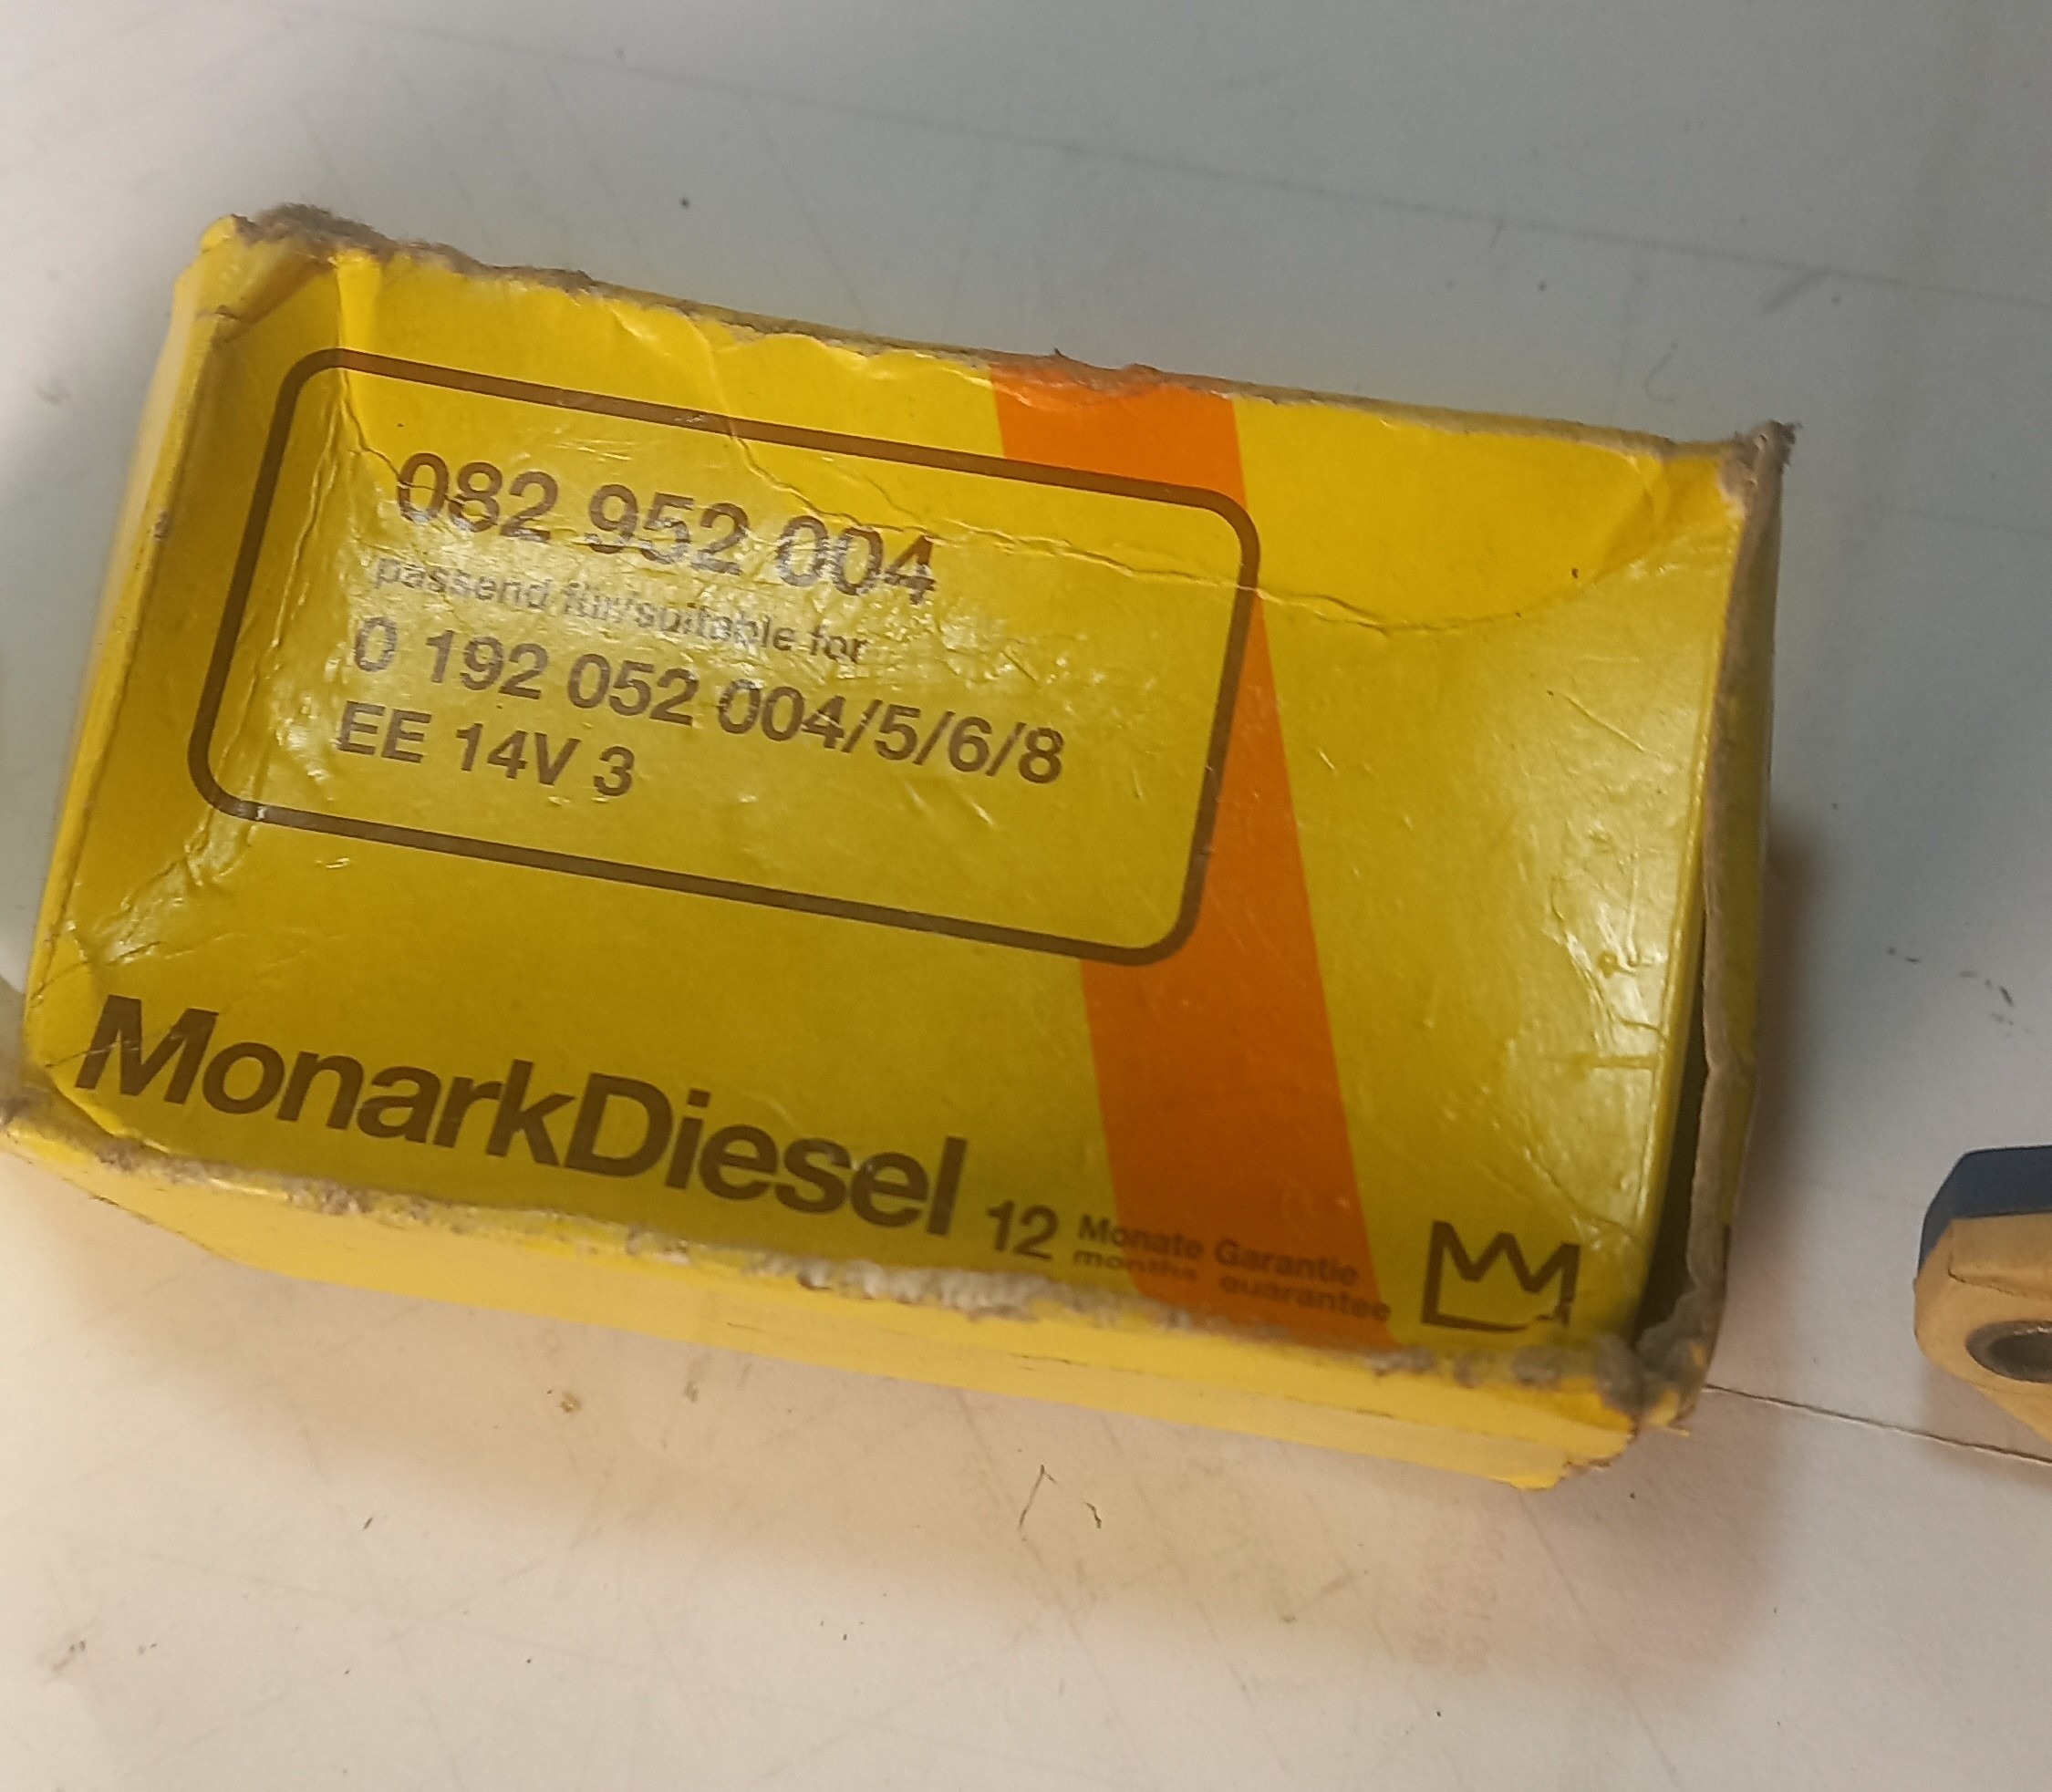 082 952 004
passend für/suitable for
0 192 052 004/5/6/8
EE 14V 3
MonarkDiesel 12 Monate Garantie
months guarantee